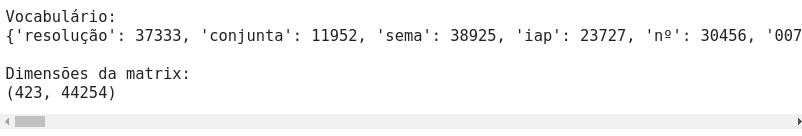 Vocabulário:
{'resolução': 37333, 'conjunta': 11952, 'sema': 38925, 'iap': 23727, 'nº': 30456, '007
Dimensões da matrix:
(423, 44254)